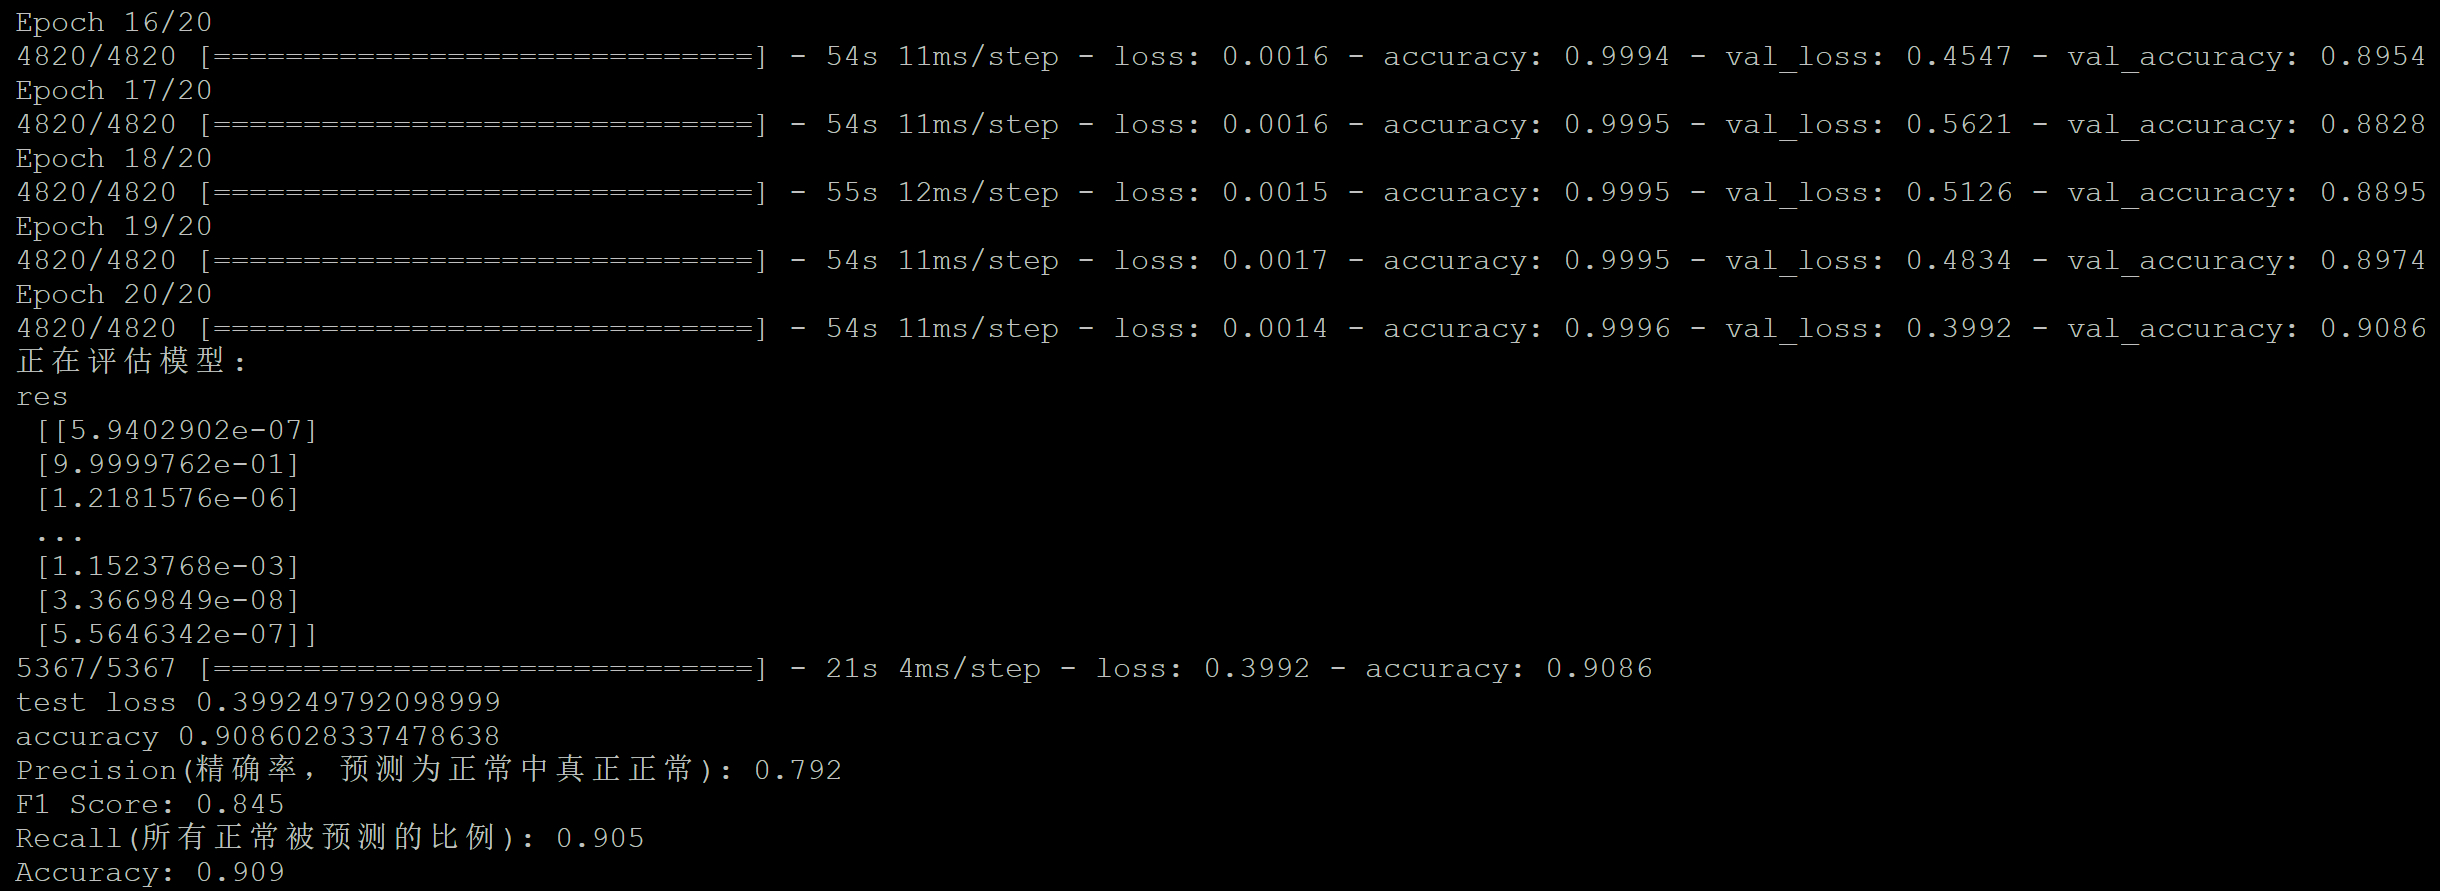 Epoch 16/20
4820/4820 [==============================] - 54s 11ms/step - loss: 0.0016 - accuracy: 0.9994 - val_loss: 0.4547 - val_accuracy: 0.8954
Epoch 17/20
4820/4820 [==============================] - 54s 11ms/step - loss: 0.0016 - accuracy: 0.9995 - val_loss: 0.5621 - val_accuracy: 0.8828
Epoch 18/20
4820/4820 [==============================] - 55s 12ms/step - loss: 0.0015 - accuracy: 0.9995 - val_loss: 0.5126 - val_accuracy: 0.8895
Epoch 19/20
4820/4820 [==============================] - 54s 11ms/step - loss: 0.0017 - accuracy: 0.9995 - val_loss: 0.4834 - val_accuracy: 0.8974
Epoch 20/20
4820/4820 [==============================] - 54s 11ms/step - loss: 0.0014 - accuracy: 0.9996 - val_loss: 0.3992 - val_accuracy: 0.9086
正在评估模型：
res
[[5.9402902e-07]
[9.9999762e-01]
[1.2181576e-06]
...
[1.1523768e-03]
[3.3669849e-08]
[5.5646342e-07]]
5367/5367 [==============================] - 21s 4ms/step - loss: 0.3992 - accuracy: 0.9086
test loss 0.399249792098999
accuracy 0.9086028337478638
Precision(精确率，预测为正常中真正正常): 0.792
F1 Score: 0.845
Recall(所有正常被预测的比例): 0.905
Accuracy: 0.909